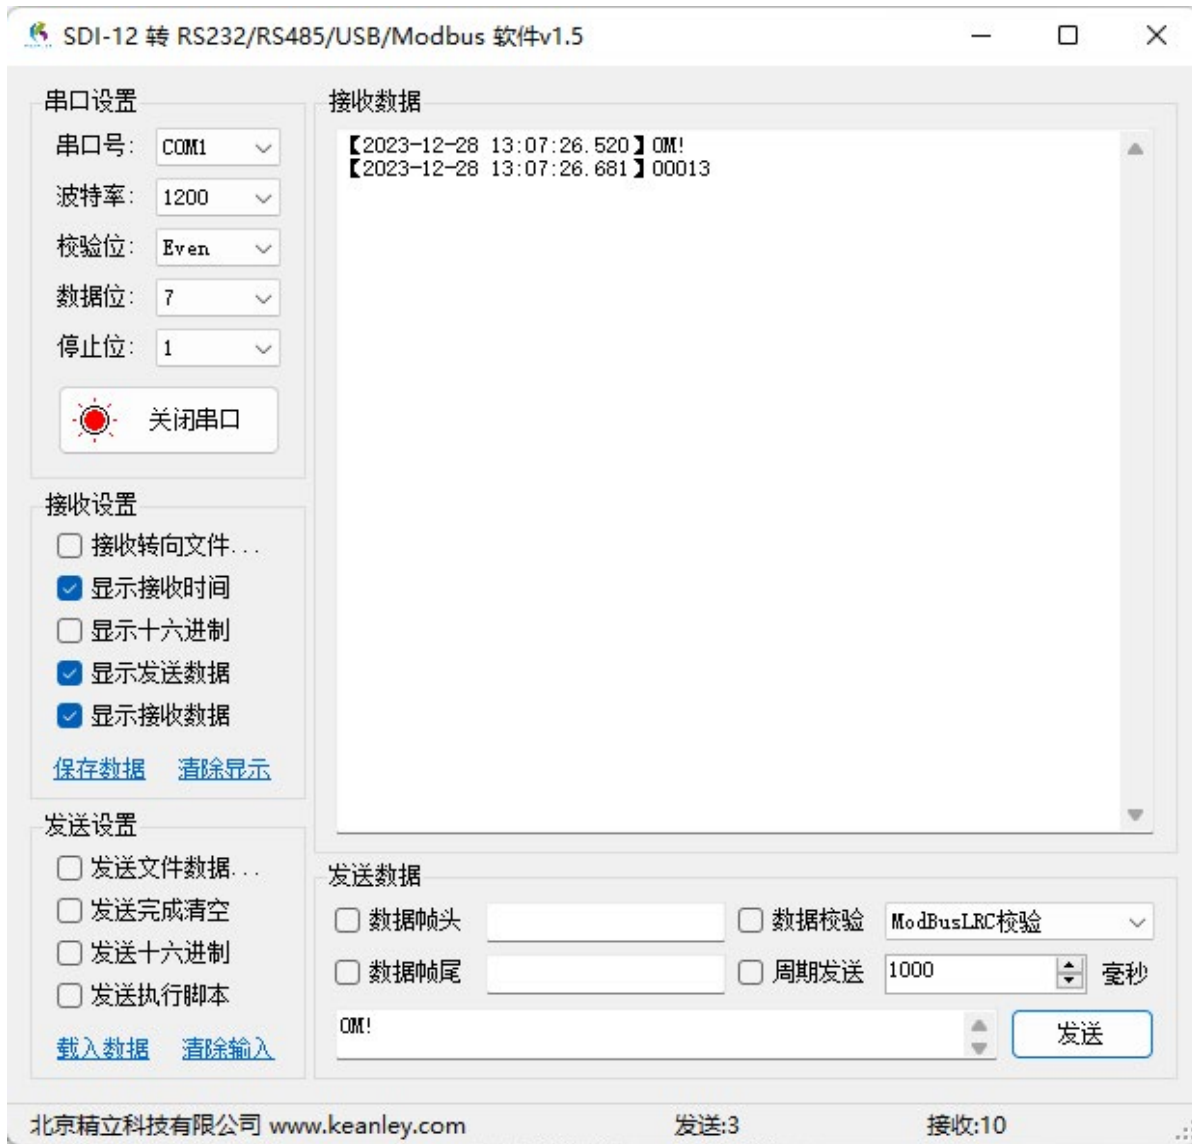 SDI-12 转 RS232/RS485/USB/Modbus 软件v1.5
串口设置
串口号: COM1
波特率: 1200
校验位: Even
数据位: 7
停止位: 1
关闭串口
接收设置
接收转向文件...
显示接收时间
显示十六进制
显示发送数据
显示接收数据
保存数据 清除显示
发送设置
发送文件数据...
发送完成清空
发送十六进制
发送执行脚本
载入数据 清除输入
接收数据
【2023-12-28 13:07:26.520】0M!
【2023-12-28 13:07:26.681】00013
发送数据
数据帧头 数据校验 ModBusLRC校验
数据帧尾 周期发送 1000 毫秒
0M! 发送
北京精立科技有限公司 www.keanley.com 发送:3 接收:10